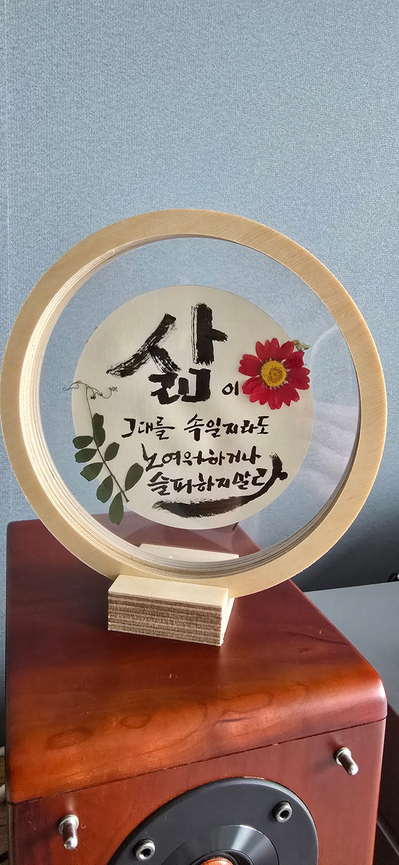 삶이
그대를 속일지라도
노여워하거나
슬퍼하지말라